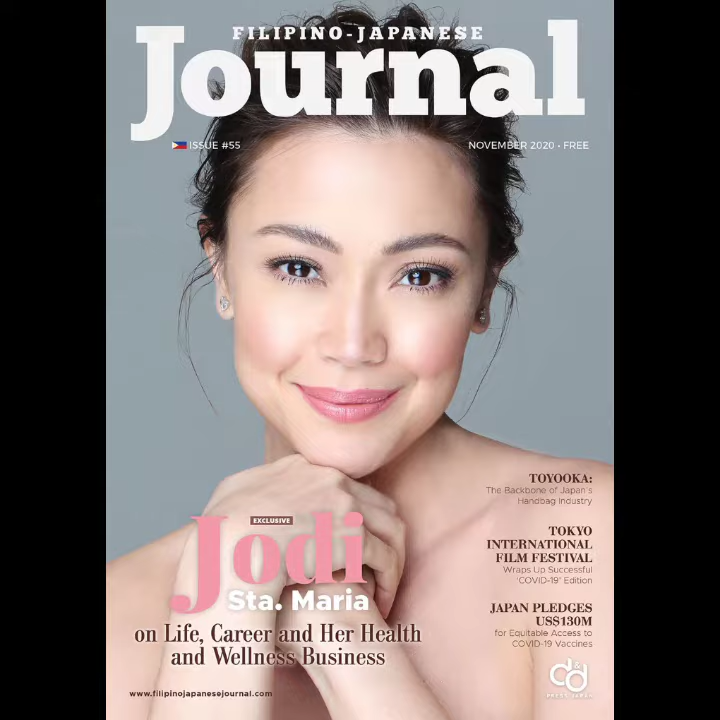 FILIPINO-JAPANESE
Journal
ISSUE #55
NOVEMBER 2020 • FREE
TOYOOKA:
The Backbone of Japan's
Handbag Industry
TOKYO
INTERNATIONAL
FILM FESTIVAL
Wraps Up Successful
"COVID-19" Edition
JAPAN PLEDGES
US$130M
for Equitable Access to
COVID-19 Vaccines
EXCLUSIVE
Jodi
Sta. Maria
on Life, Career and Her Health
and Wellness Business
www.filipinojapanesejournal.com
d&d
PRESS JAPAN